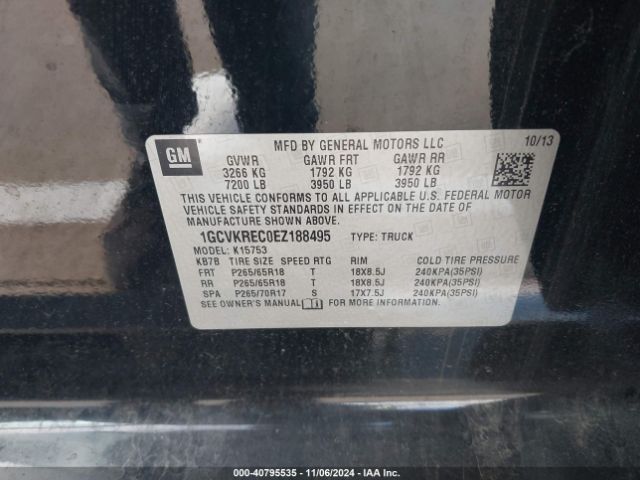 GM
MFD BY GENERAL MOTORS LLC 10/13
GVWR GAWR FRT GAWR RR
3266 KG 1792 KG 1792 KG
7200 LB 3950 LB 3950 LB
THIS VEHICLE CONFORMS TO ALL APPLICABLE U.S. FEDERAL MOTOR
VEHICLE SAFETY STANDARDS IN EFFECT ON THE DATE OF
MANUFACTURE SHOWN ABOVE.
1GCVKREC0EZ188495 TYPE: TRUCK
MODEL: K15753
KB7B TIRE SIZE SPEED RTG RIM COLD TIRE PRESSURE
FRT P265/65R18 T 18X8.5J 240KPA(35PSI)
RR P265/65R18 T 18X8.5J 240KPA(35PSI)
SPA P265/70R17 S 17X7.5J 240KPA(35PSI)
SEE OWNER'S MANUAL FOR MORE INFORMATION.
000-40795535 - 11/06/2024 - IAA Inc.